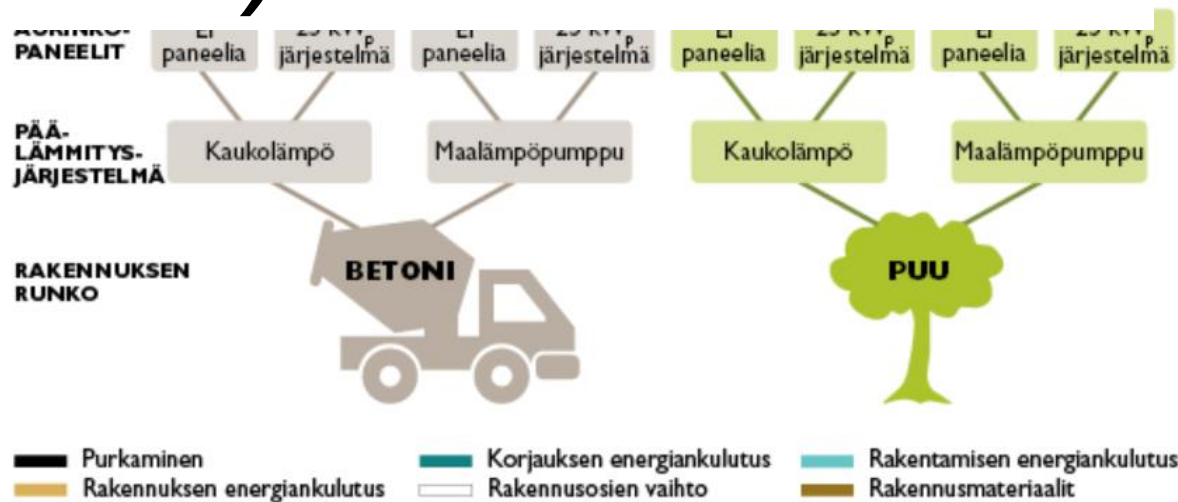 PANEELIT
paneelia järjestelmä paneelia järjestelmä paneelia järjestelmä paneelia järjestelmä
PÄÄ-
LÄMMITYS-
JÄRJESTELMÄ
Kaukolämpö Maalämpöpumppu Kaukolämpö Maalämpöpumppu
RAKENNUKSEN
RUNKO
BETONI PUU
Purkaminen Korjauksen energiankulutus Rakentamisen energiankulutus
Rakennuksen energiankulutus Rakennusosien vaihto Rakennusmateriaalit